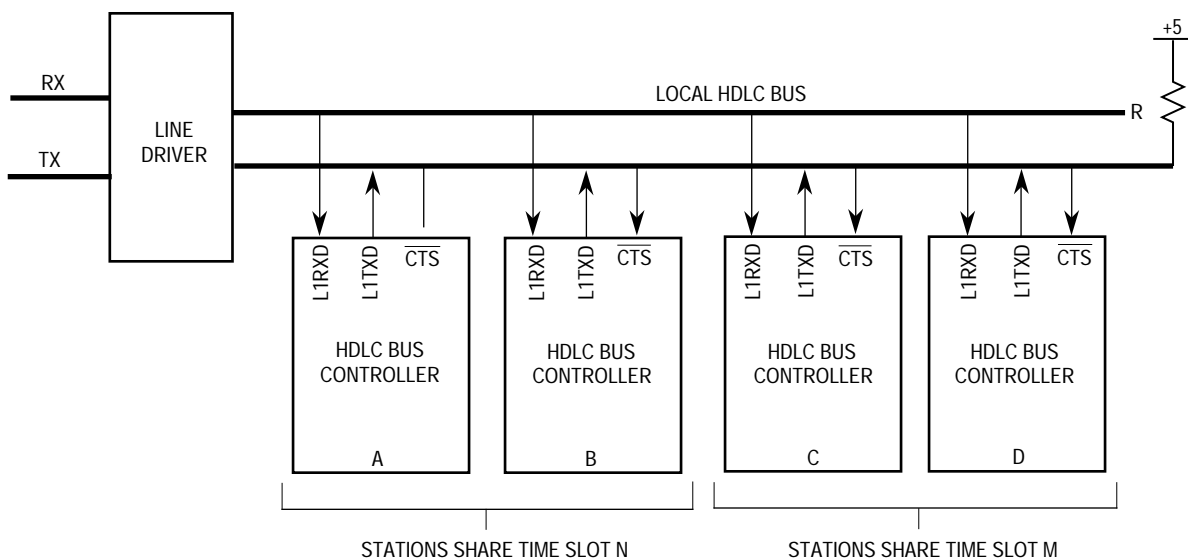 +5
RX
LOCAL HDLC BUS
R
LINE
DRIVER
TX
L1RXD
L1TXD
CTS
L1RXD
L1TXD
CTS
L1RXD
L1TXD
CTS
L1RXD
L1TXD
CTS
HDLC BUS
CONTROLLER
A
HDLC BUS
CONTROLLER
B
HDLC BUS
CONTROLLER
C
HDLC BUS
CONTROLLER
D
STATIONS SHARE TIME SLOT N
STATIONS SHARE TIME SLOT M